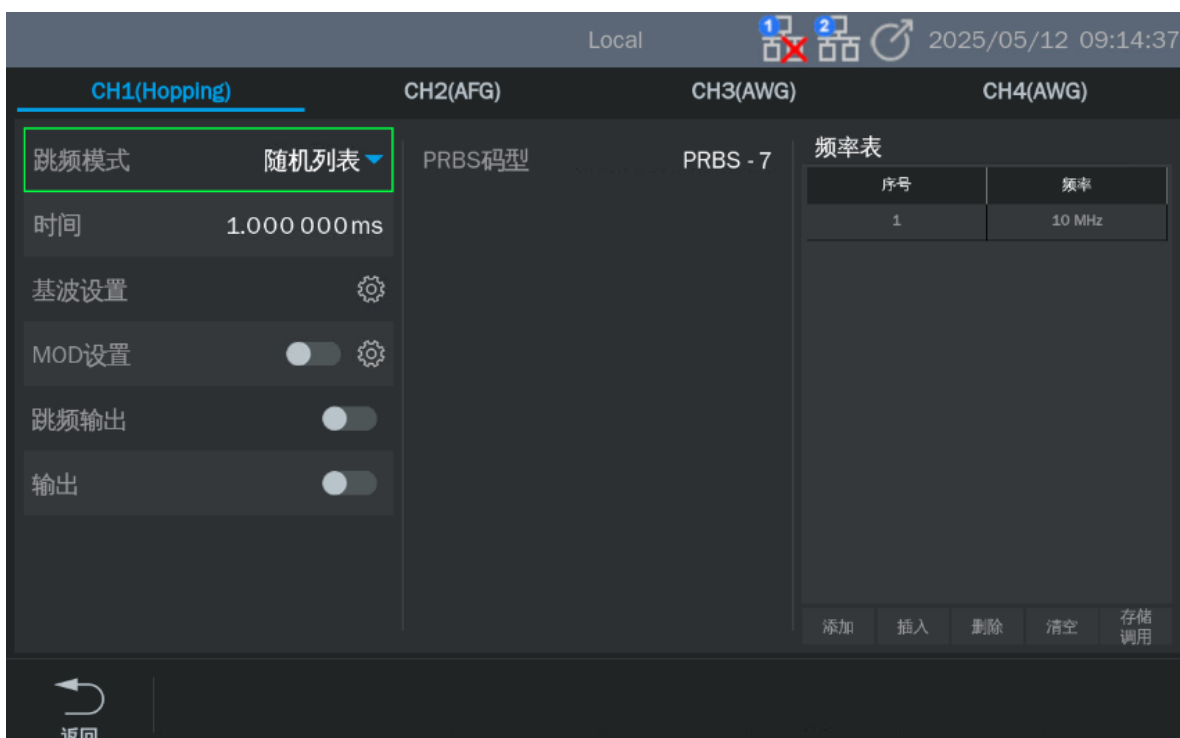 Local 1 2 2025/05/12 09:14:37
CH1(Hopping) CH2(AFG) CH3(AWG) CH4(AWG)
跳频模式 随机列表
时间 1.000 000ms
基波设置
MOD设置
跳频输出
输出
PRBS码型 PRBS - 7
频率表
序号 频率
1 10 MHz
添加 插入 删除 清空 存储
调用
返回